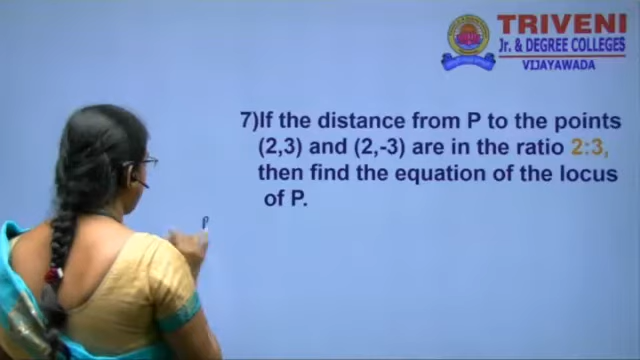 TRIVENI
Jr. & DEGREE COLLEGES
VIJAYAWADA
7)If the distance from P to the points
(2,3) and (2,-3) are in the ratio 2:3,
then find the equation of the locus
of P.